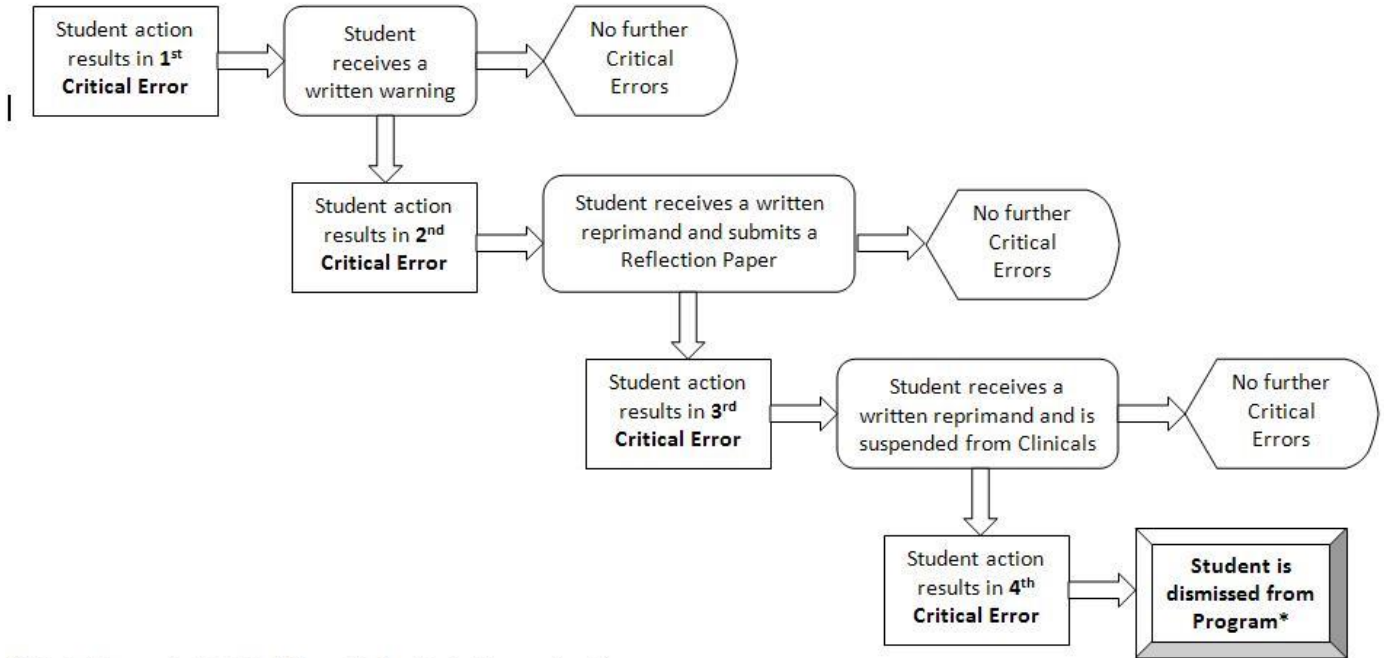 Student action
results in 1st
Critical Error
Student
receives a
written warning
No further
Critical
Errors
Student action
results in 2nd
Critical Error
Student receives a written
reprimand and submits a
Reflection Paper
No further
Critical
Errors
Student action
results in 3rd
Critical Error
Student receives a
written reprimand and is
suspended from Clinicals
No further
Critical
Errors
Student action
results in 4th
Critical Error
Student is
dismissed from
Program*